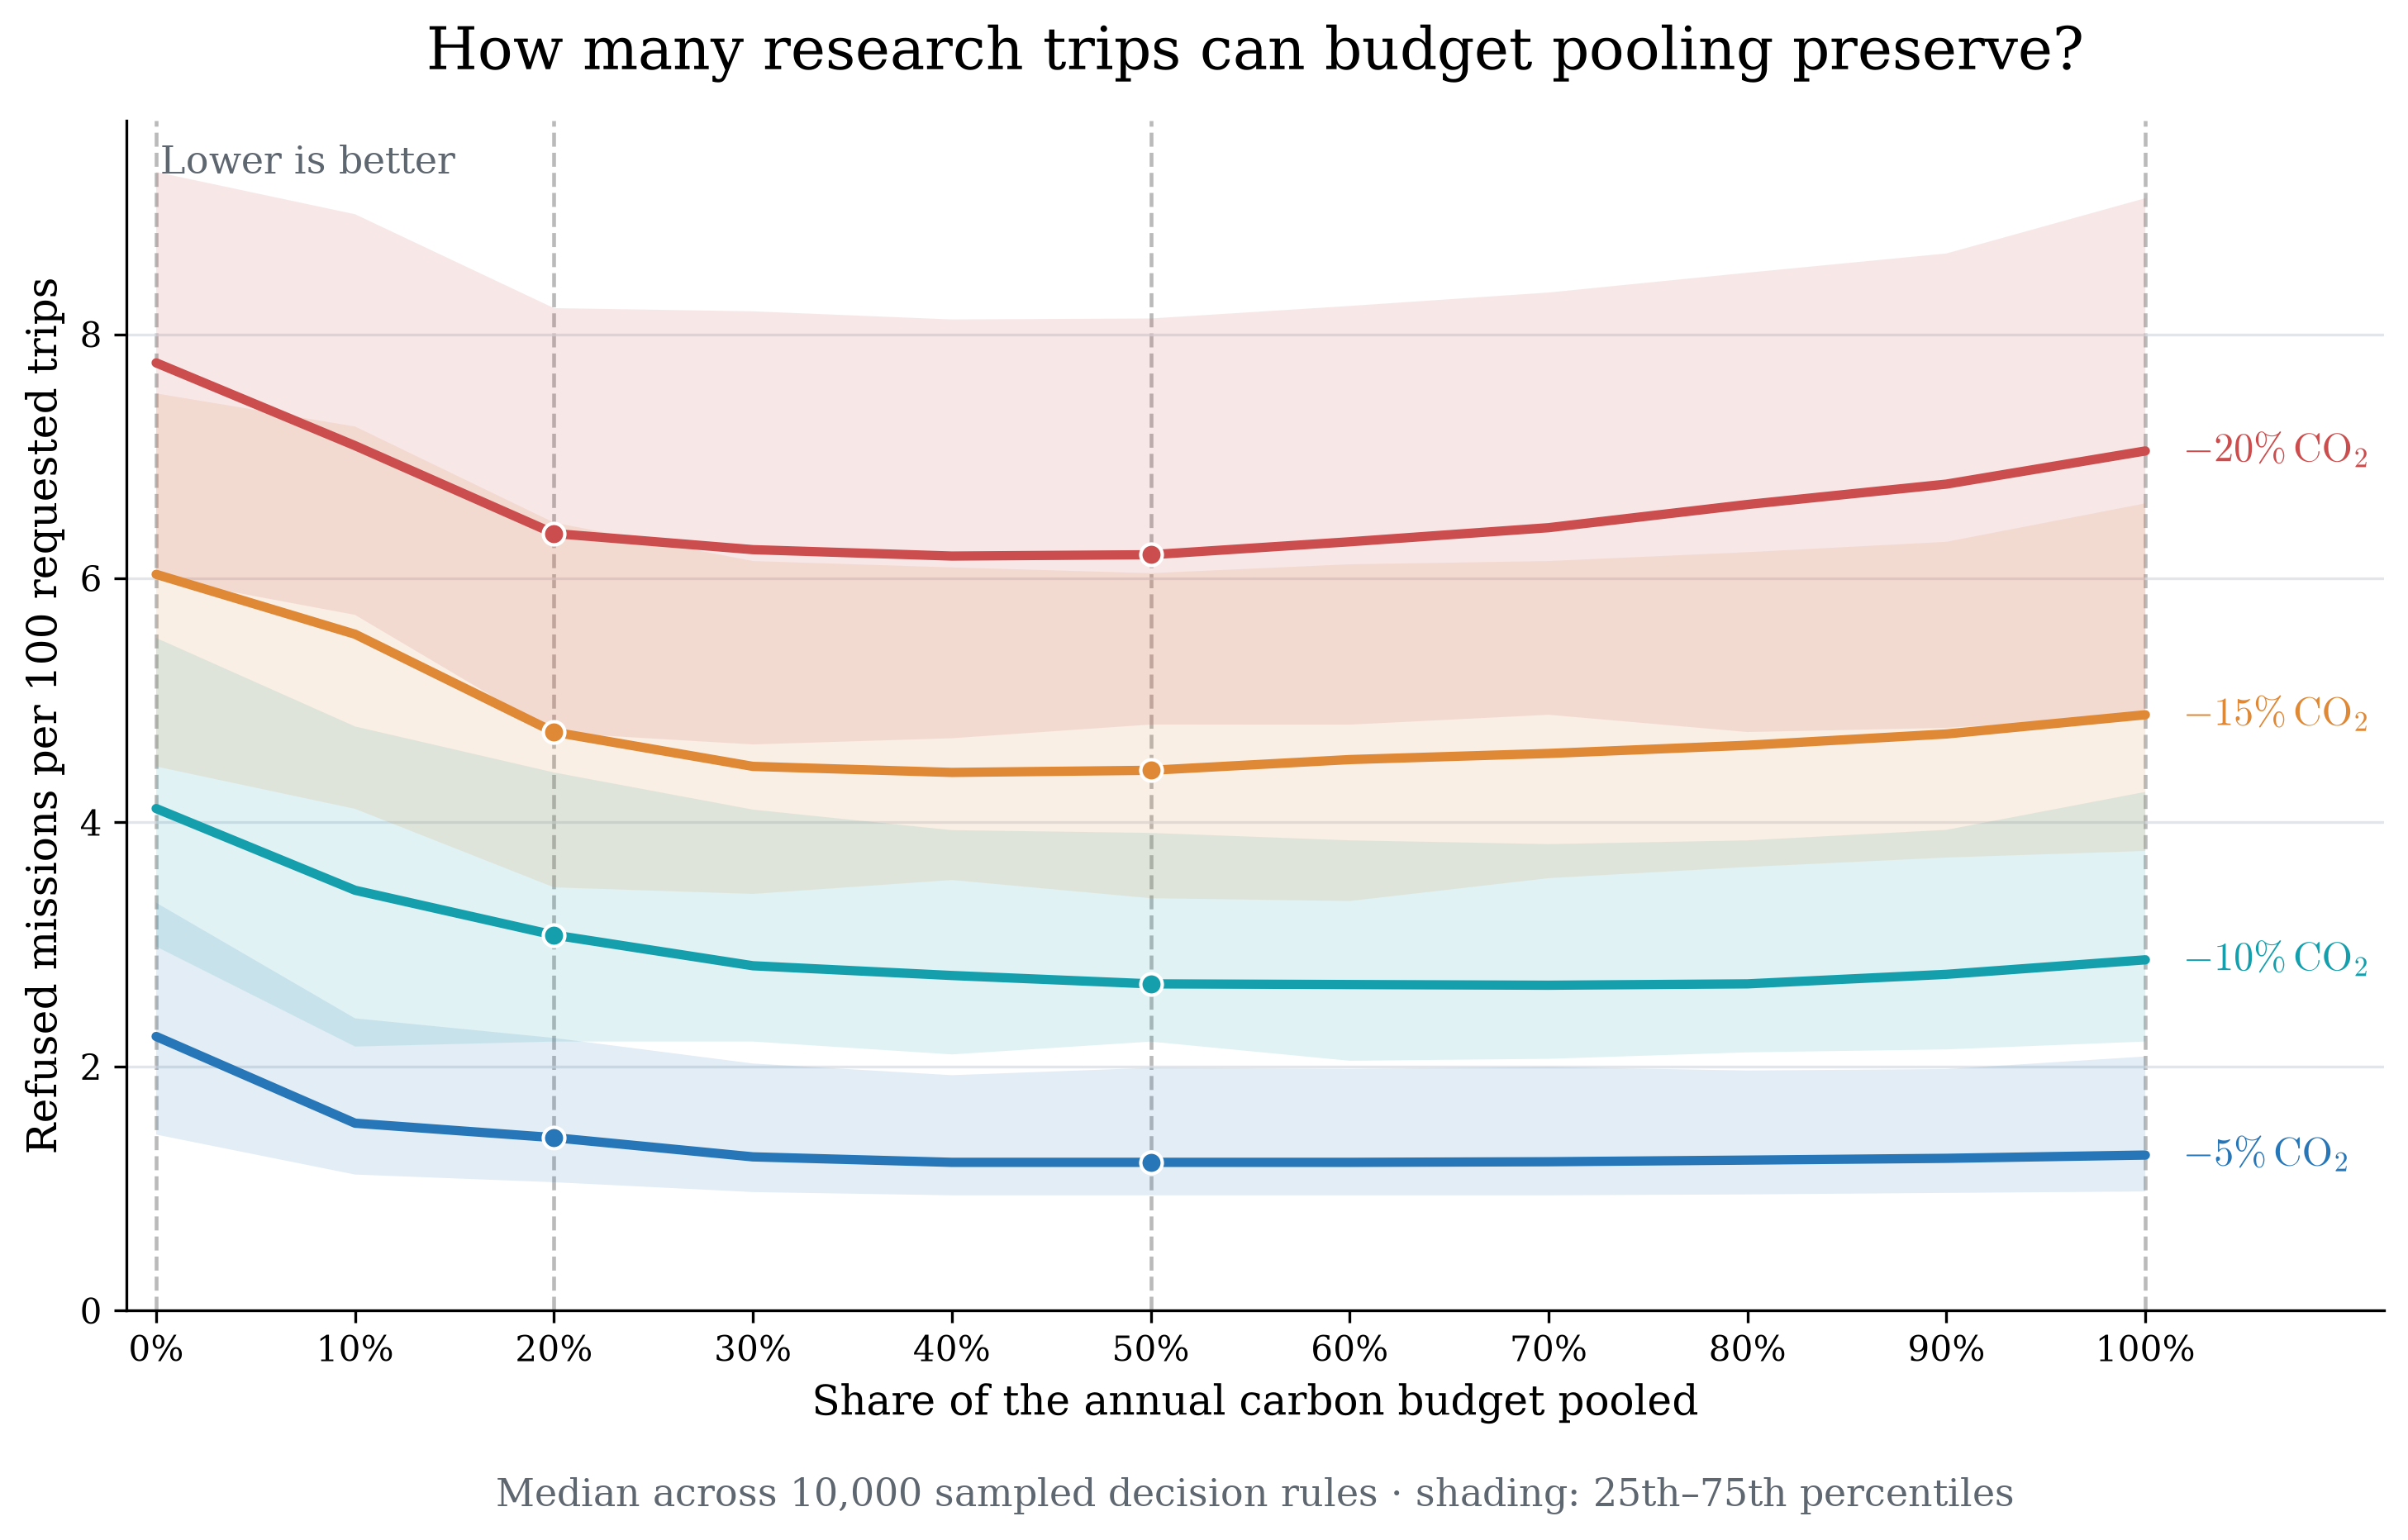 How many research trips can budget pooling preserve?
Lower is better
Refused missions per 100 requested trips
8
6
4
2
0
−20% CO₂
−15% CO₂
−10% CO₂
−5% CO₂
0% 10% 20% 30% 40% 50% 60% 70% 80% 90% 100%
Share of the annual carbon budget pooled
Median across 10,000 sampled decision rules · shading: 25th–75th percentiles